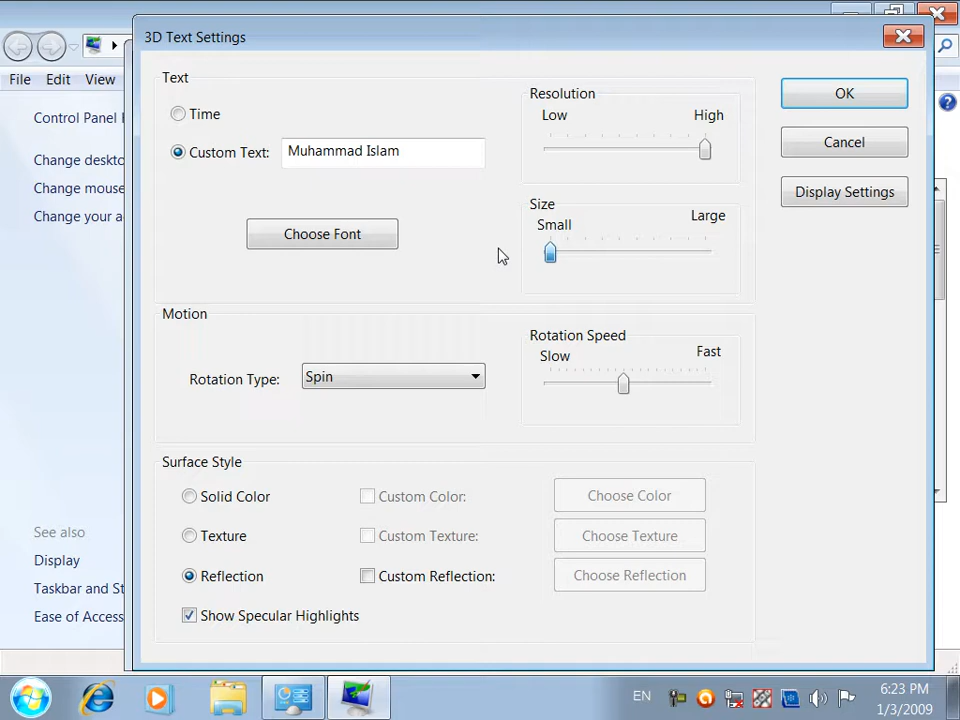 3D Text Settings
File Edit View
Control Panel
Change deskto
Change mouse
Change your a
See also
Display
Taskbar and St
Ease of Access
Text
Time
Custom Text: Muhammad Islam
Choose Font
Resolution
Low High
Size
Small Large
OK
Cancel
Display Settings
Motion
Rotation Type: Spin
Rotation Speed
Slow Fast
Surface Style
Solid Color Custom Color: Choose Color
Texture Custom Texture: Choose Texture
Reflection Custom Reflection: Choose Reflection
Show Specular Highlights
EN
6:23 PM
1/3/2009